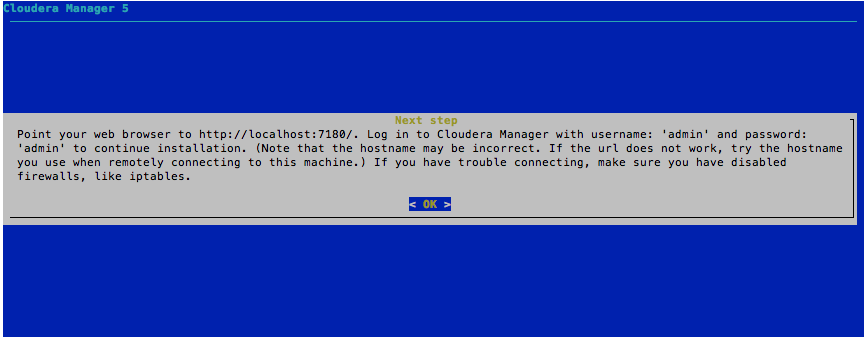 Cloudera Manager 5
Next step
Point your web browser to http://localhost:7180/. Log in to Cloudera Manager with username: 'admin' and password:
'admin' to continue installation. (Note that the hostname may be incorrect. If the url does not work, try the hostname
you use when remotely connecting to this machine.) If you have trouble connecting, make sure you have disabled
firewalls, like iptables.
< OK >